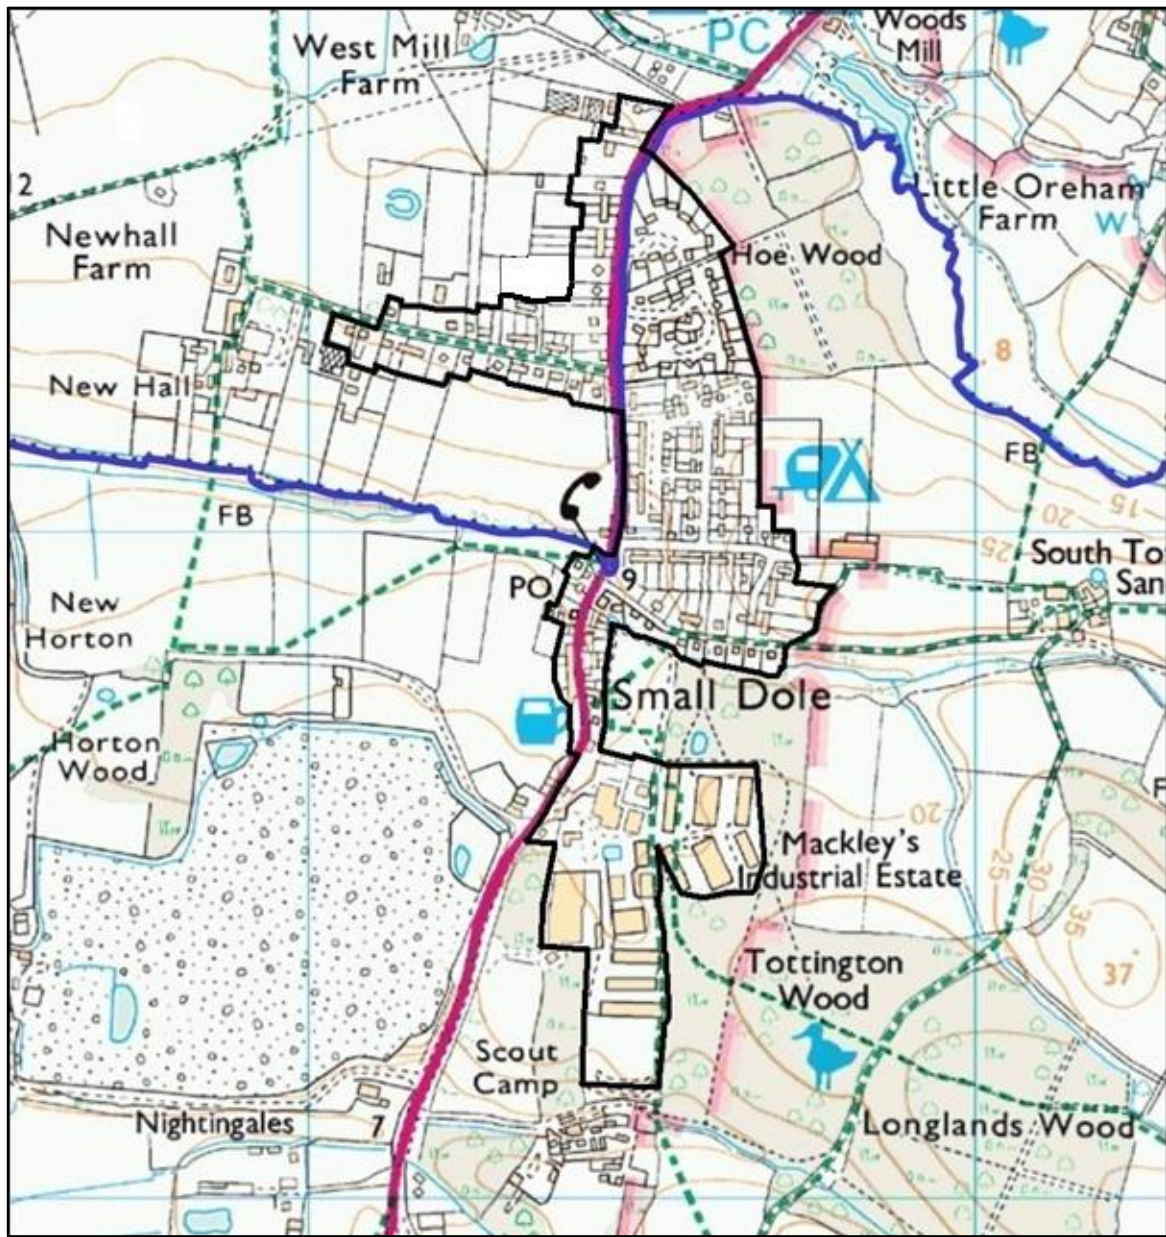 West Mill
Farm
PC
Woods
Mill
2
Newhall
Farm
Little Oreham
Farm
W
Hoe Wood
8
New Hall
FB
FB
15
20
25
South To
San
PO
9
New
Horton
Small Dole
Horton
Wood
20
25
30
35
37
F
Mackley's
Industrial Estate
Tottington
Wood
Scout
Camp
Nightingales
7
Longlands Wood